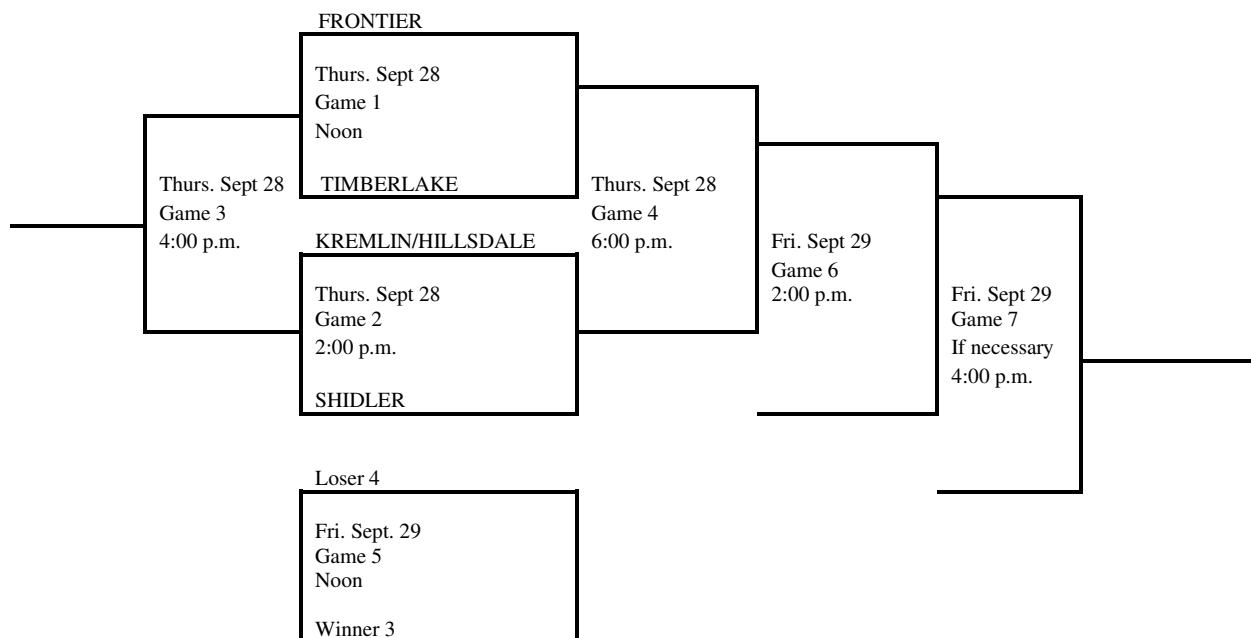 FRONTIER
Thurs. Sept 28
Game 1
Noon
TIMBERLAKE
Thurs. Sept 28
Game 3
4:00 p.m.
Thurs. Sept 28
Game 4
6:00 p.m.
KREMLIN/HILLSDALE
Thurs. Sept 28
Game 2
2:00 p.m.
SHIDLER
Fri. Sept 29
Game 6
2:00 p.m.
Fri. Sept 29
Game 7
If necessary
4:00 p.m.
Loser 4
Fri. Sept. 29
Game 5
Noon
Winner 3